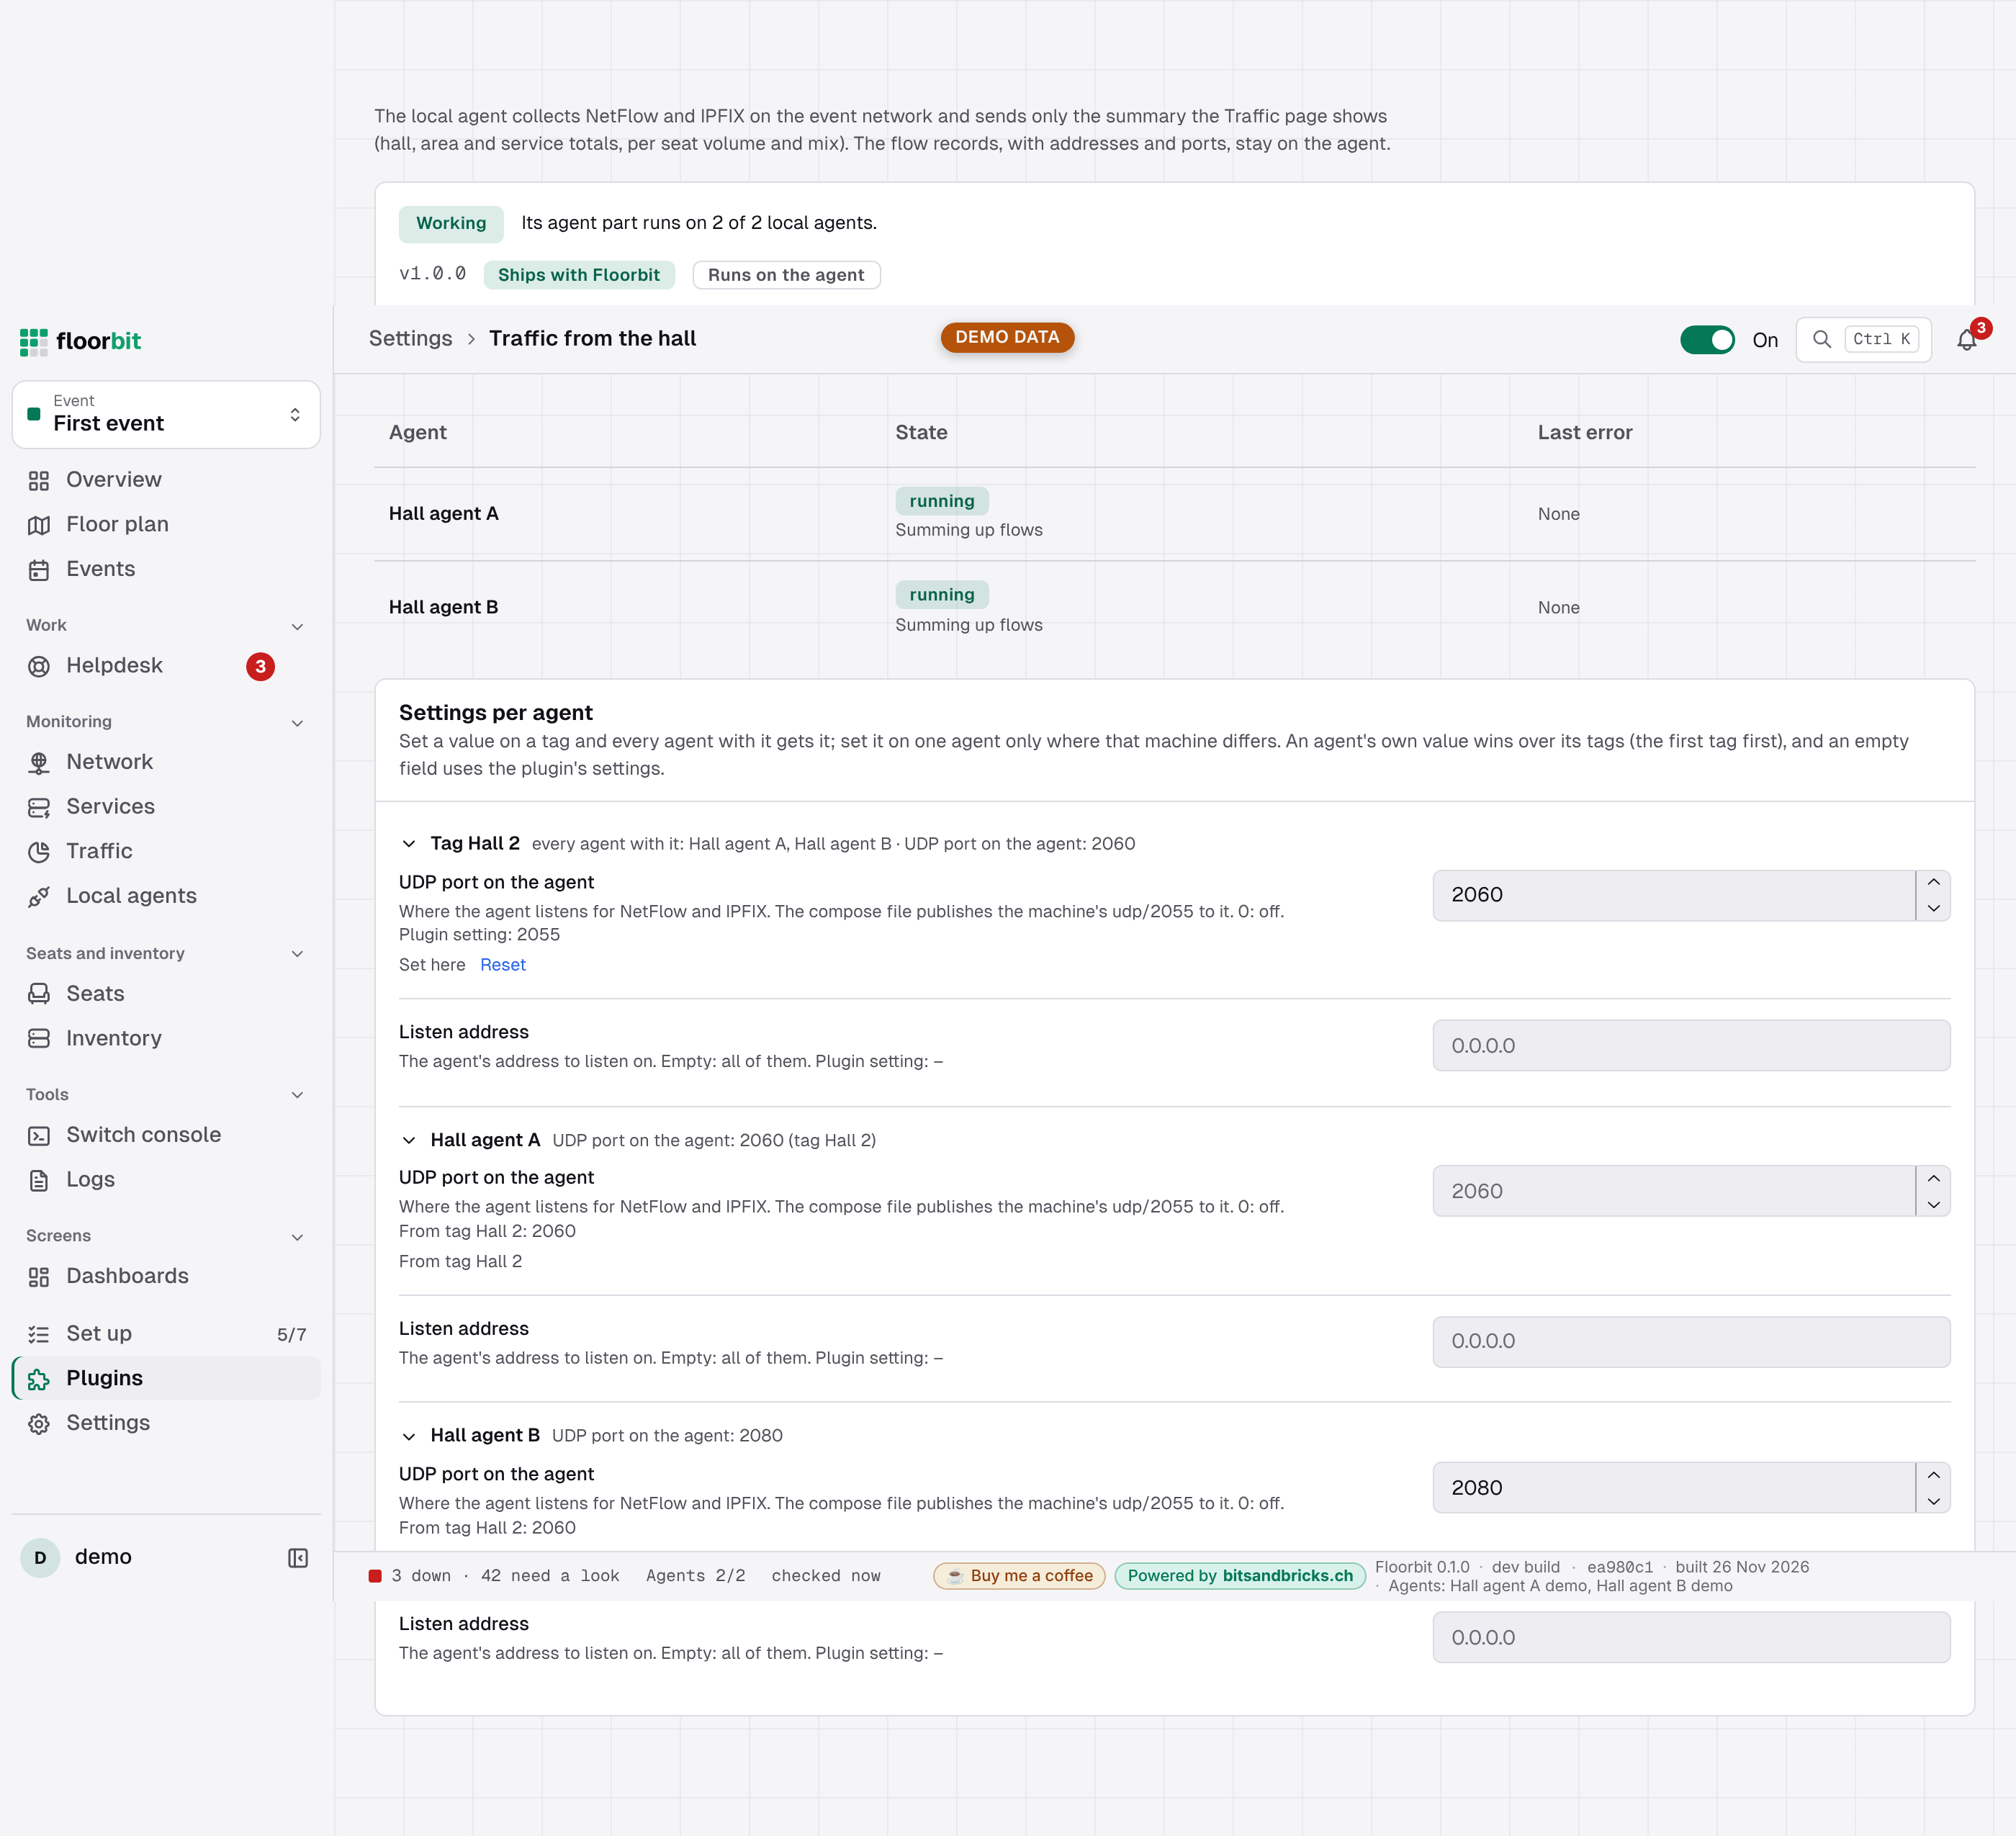 The local agent collects NetFlow and IPFIX on the event network and sends only the summary the Traffic page shows
(hall, area and service totals, per seat volume and mix). The flow records, with addresses and ports, stay on the agent.
Working
Its agent part runs on 2 of 2 local agents.
v1.0.0
Ships with Floorbit
Runs on the agent
floorbit
Event
First event
Overview
Floor plan
Events
Work
Helpdesk
3
Monitoring
Network
Services
Traffic
Local agents
Seats and inventory
Seats
Inventory
Tools
Switch console
Logs
Screens
Dashboards
Set up
5/7
Plugins
Settings
D
demo
Settings › Traffic from the hall
DEMO DATA
On
Ctrl K
3
Agent
State
Last error
Hall agent A
running
Summing up flows
None
Hall agent B
running
Summing up flows
None
Settings per agent
Set a value on a tag and every agent with it gets it; set it on one agent only where that machine differs. An agent's own value wins over its tags (the first tag first), and an empty
field uses the plugin's settings.
Tag Hall 2 every agent with it: Hall agent A, Hall agent B · UDP port on the agent: 2060
UDP port on the agent
Where the agent listens for NetFlow and IPFIX. The compose file publishes the machine's udp/2055 to it. 0: off.
Plugin setting: 2055
Set here Reset
2060
Listen address
The agent's address to listen on. Empty: all of them. Plugin setting: –
0.0.0.0
Hall agent A UDP port on the agent: 2060 (tag Hall 2)
UDP port on the agent
Where the agent listens for NetFlow and IPFIX. The compose file publishes the machine's udp/2055 to it. 0: off.
From tag Hall 2: 2060
From tag Hall 2
2060
Listen address
The agent's address to listen on. Empty: all of them. Plugin setting: –
0.0.0.0
Hall agent B UDP port on the agent: 2080
UDP port on the agent
Where the agent listens for NetFlow and IPFIX. The compose file publishes the machine's udp/2055 to it. 0: off.
From tag Hall 2: 2060
2080
3 down · 42 need a look Agents 2/2 checked now
Buy me a coffee
Powered by bitsandbricks.ch
Floorbit 0.1.0 · dev build · ea980c1 · built 26 Nov 2026
· Agents: Hall agent A demo, Hall agent B demo
Listen address
The agent's address to listen on. Empty: all of them. Plugin setting: –
0.0.0.0